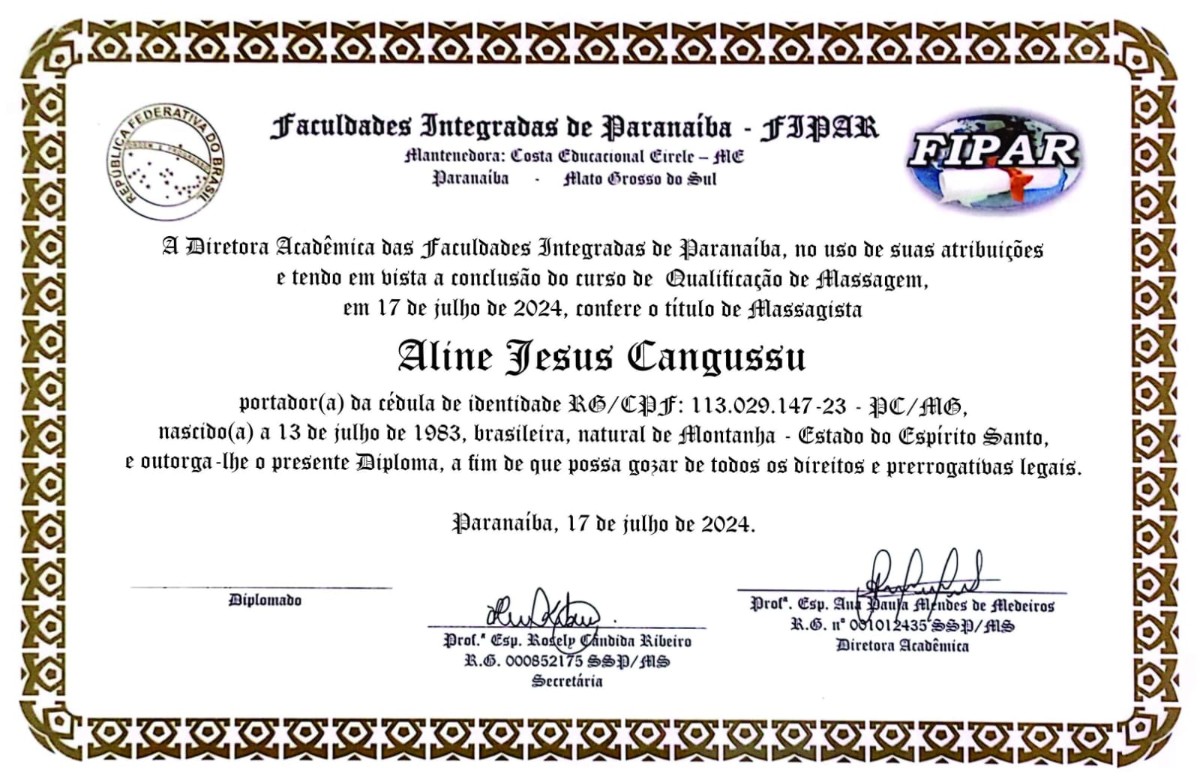 REPÚBLICA FEDERATIVA DO BRASIL
Faculdades Integradas de Paranaíba - FIPAR
FIPAR
Mantenedora: Costa Educacional Eirele – ME
Paranaíba - Mato Grosso do Sul
A Diretora Acadêmica das Faculdades Integradas de Paranaíba, no uso de suas atribuições
e tendo em vista a conclusão do curso de Qualificação de Massagem,
em 17 de julho de 2024, confere o título de Massagista
Aline Jesus Cangussu
portador(a) da cédula de identidade RG/CPF: 113.029.147-23 - PC/MG,
nascido(a) a 13 de julho de 1983, brasileira, natural de Montanha - Estado do Espírito Santo,
e outorga-lhe o presente Diploma, a fim de que possa gozar de todos os direitos e prerrogativas legais.
Paranaíba, 17 de julho de 2024.
Diplomado
Prof.ª Esp. Rosely Cândida Ribeiro
R.G. 000852175 SSP/MS
Secretária
Profª. Esp. Ana Paula Mendes de Medeiros
R.G. nº 001012435 SSP/MS
Diretora Acadêmica